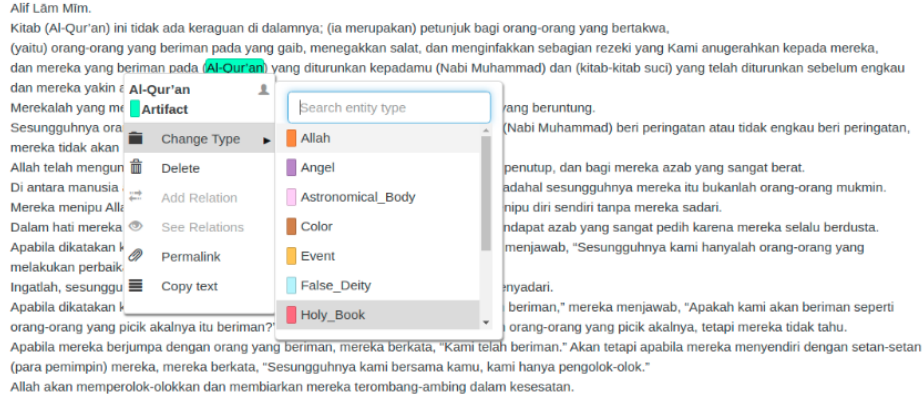 Alif Lām Mīm.
Kitab (Al-Qur'an) ini tidak ada keraguan di dalamnya; (ia merupakan) petunjuk bagi orang-orang yang bertakwa,
(yaitu) orang-orang yang beriman pada yang gaib, menegakkan salat, dan menginfakkan sebagian rezeki yang Kami anugerahkan kepada mereka,
dan mereka yang beriman pada (Al-Qur'an) yang diturunkan kepadamu (Nabi Muhammad) dan (kitab-kitab suci) yang telah diturunkan sebelum engkau
dan mereka yakin
Al-Qur'an
Artifact
Change Type
Delete
Add Relation
See Relations
Permalink
Copy text
Search entity type
Allah
Angel
Astronomical_Body
Color
Event
False_Deity
Holy_Book
Merekalah yang yang beruntung.
Sesungguhnya (Nabi Muhammad) beri peringatan atau tidak engkau beri peringatan,
mereka tidak akan
Allah telah penutup, dan bagi mereka azab yang sangat berat.
Di antara manusia sesungguhnya mereka itu bukanlah orang-orang mukmin.
Mereka menipu diri sendiri tanpa mereka sadari.
Dalam hati mereka azab yang sangat pedih karena mereka selalu berdusta.
Apabila dikatakan menjawab, "Sesungguhnya kami hanyalah orang-orang yang
melakukan
Ingatlah,
Apabila dikatakan beriman," mereka menjawab, "Apakah kami akan beriman seperti
orang-orang yang picik akalnya itu beriman?" orang-orang yang picik akalnya, tetapi mereka tidak tahu.
Apabila mereka berjumpa dengan orang yang beriman, mereka berkata, "Kami telah beriman." Akan tetapi apabila mereka menyendiri dengan setan-setan
(para pemimpin) mereka, mereka berkata, "Sesungguhnya kami bersama kamu, kami hanya pengolok-olok."
Allah akan memperolok-olokkan dan membiarkan mereka terombang-ambing dalam kesesatan.